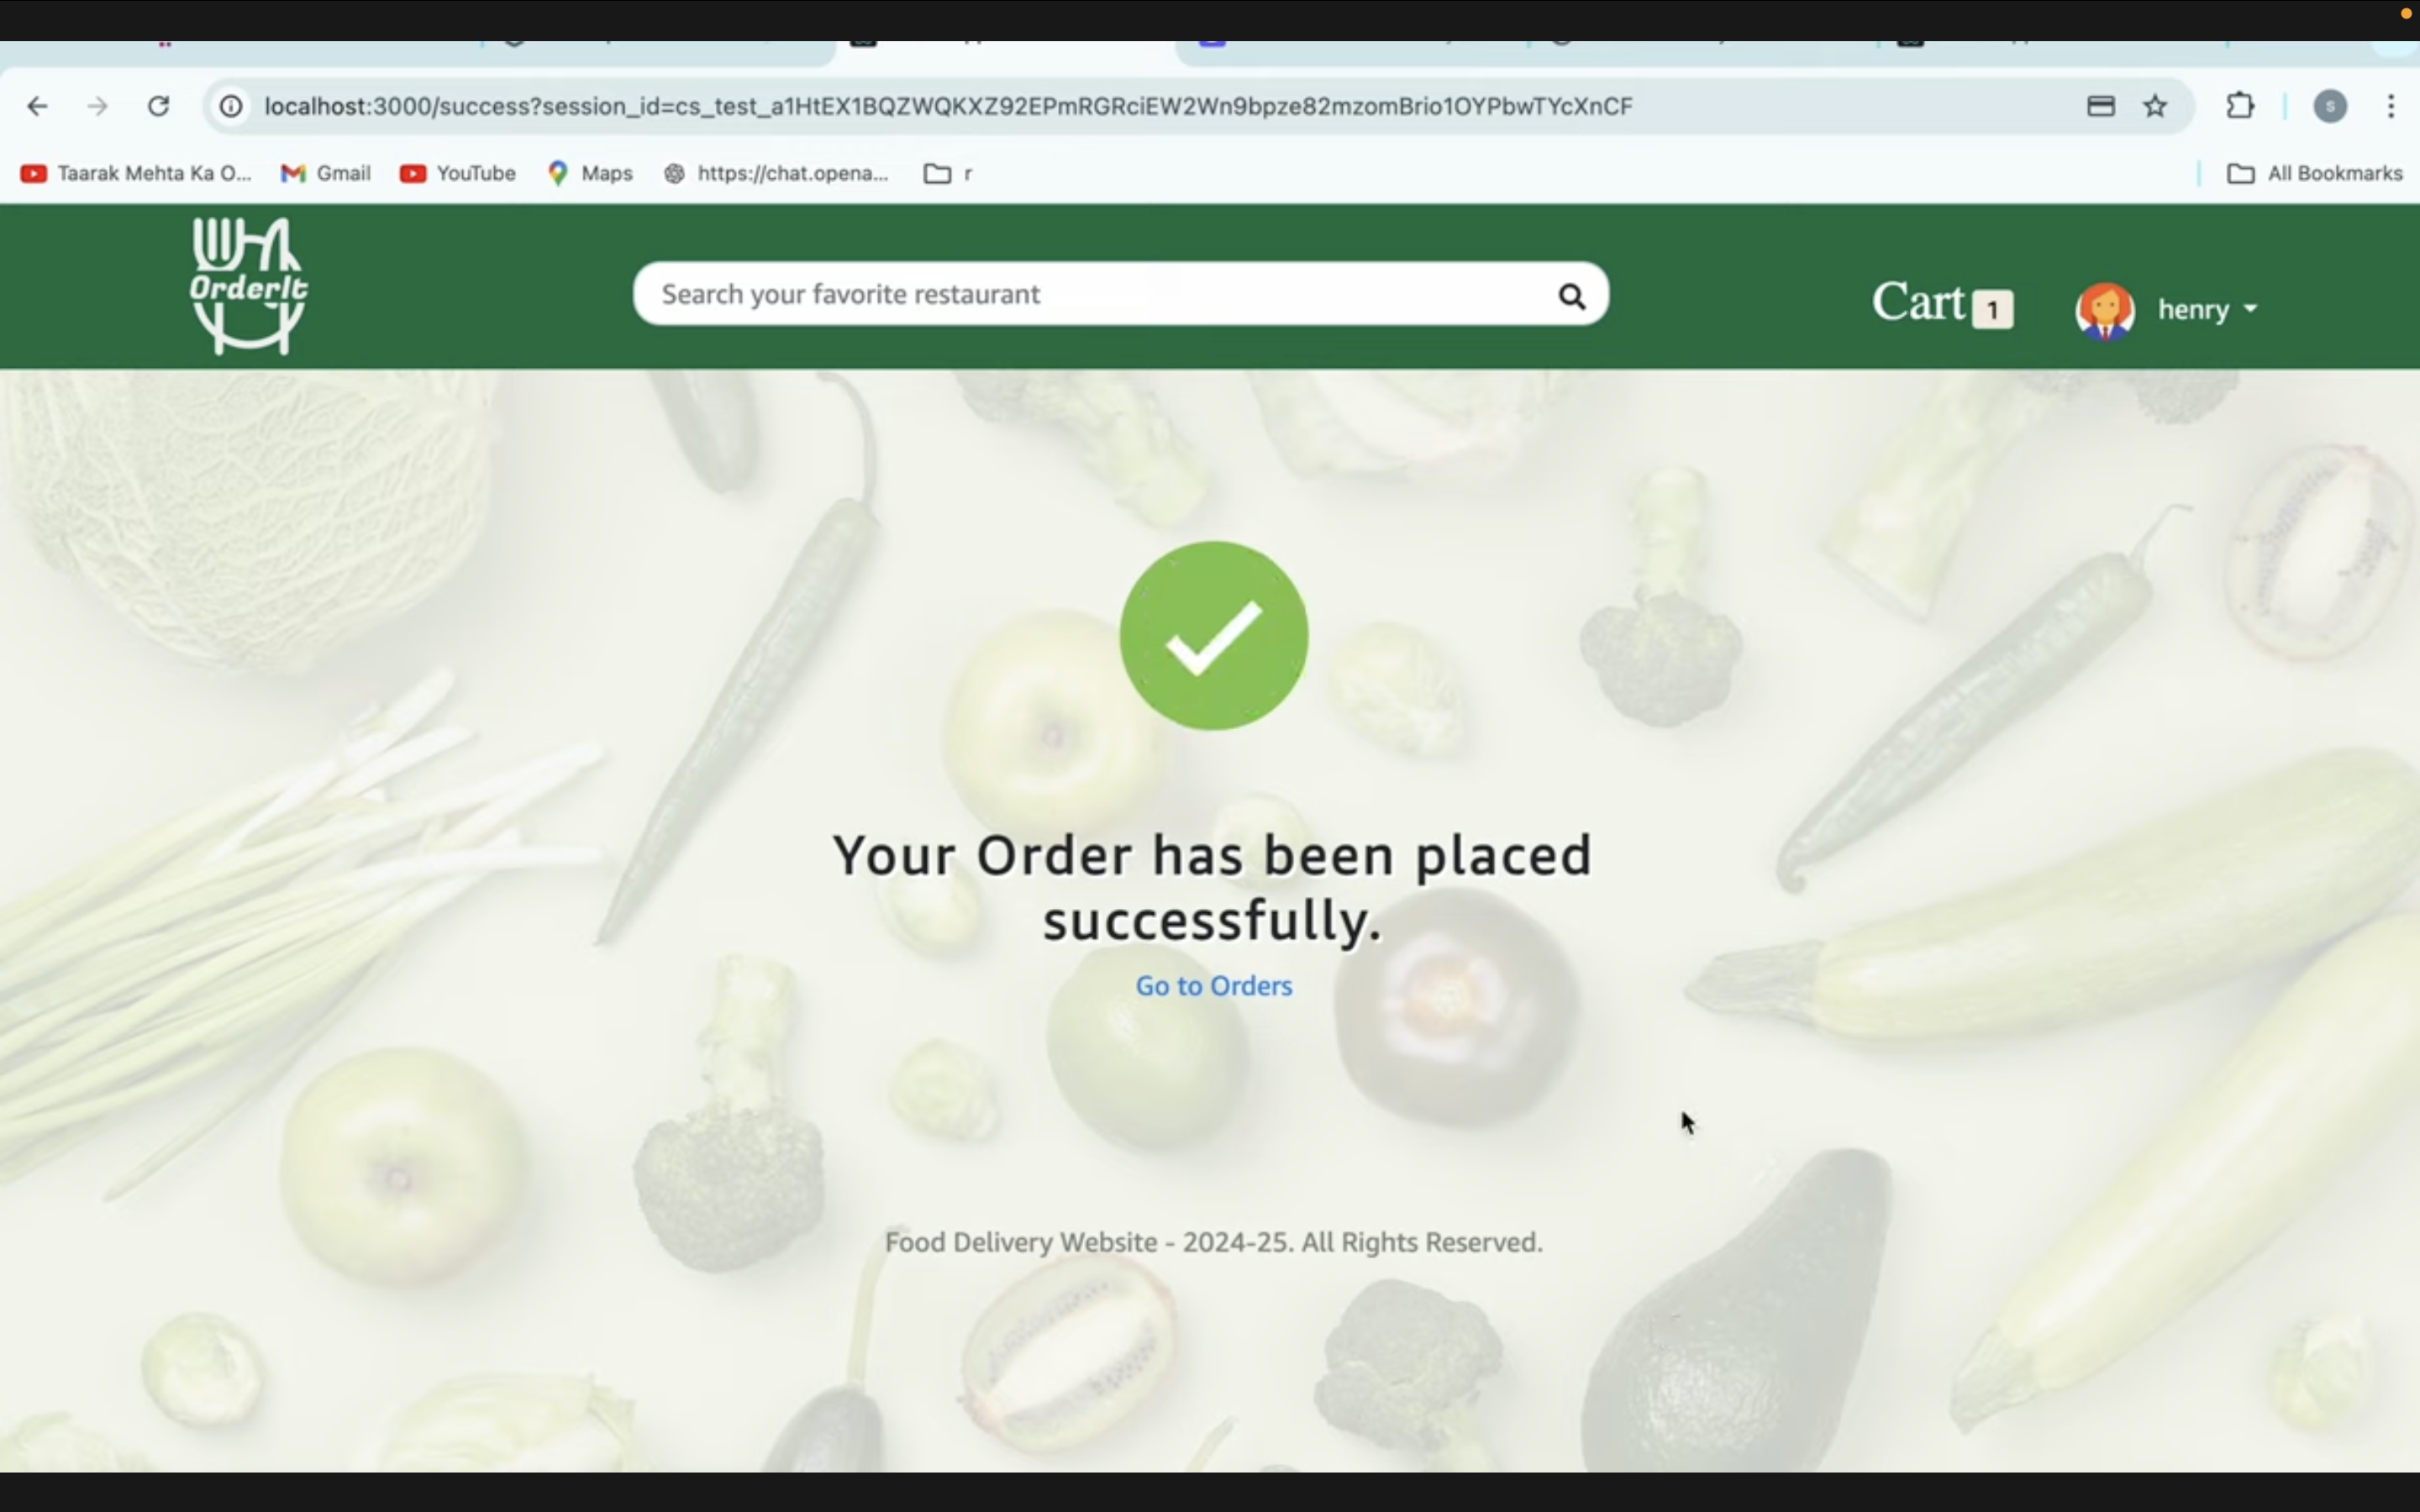 localhost:3000/success?session_id=cs_test_a1HtEX1BQZWQKXZ92EPmRGRciEW2Wn9bpze82mzomBrio1OYPbwTYcXnCF
s
Taarak Mehta Ka O... Gmail YouTube Maps https://chat.opena... r All Bookmarks
OrderIt
Search your favorite restaurant
Cart 1
henry
Your Order has been placed
successfully.
Go to Orders
Food Delivery Website - 2024-25. All Rights Reserved.